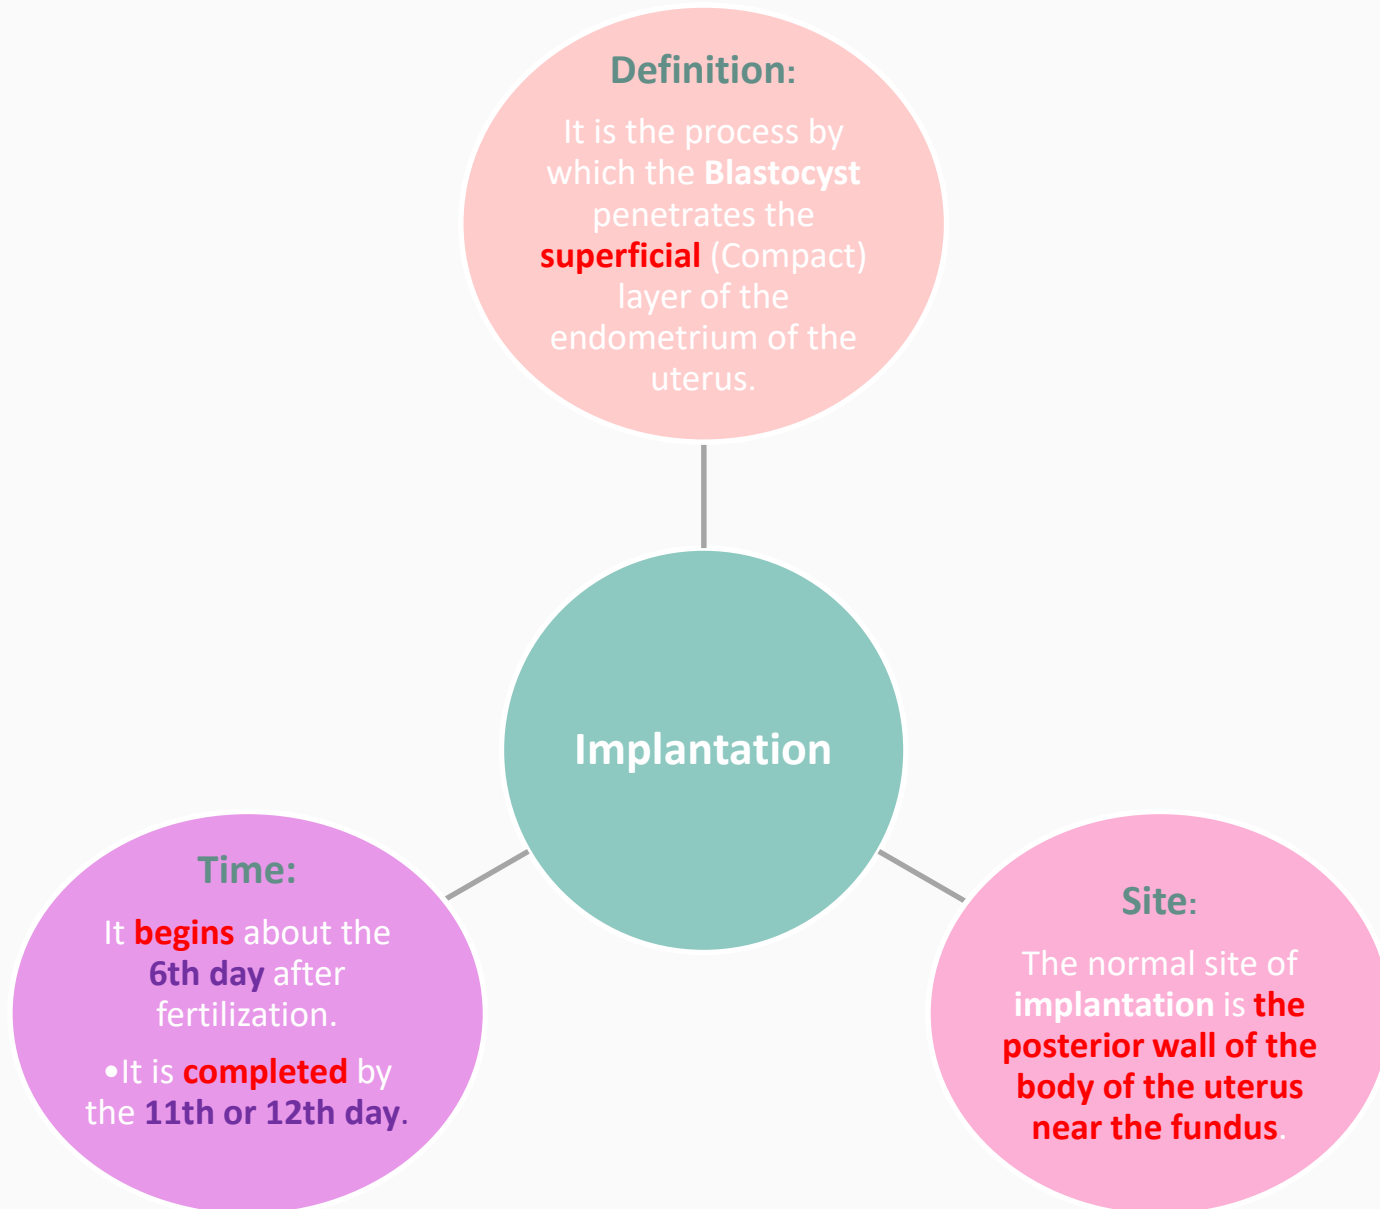 Definition:
It is the process by
which the Blastocyst
penetrates the
superficial (Compact)
layer of the
endometrium of the
uterus.
Implantation
Time:
It begins about the
6th day after
fertilization.
•It is completed by
the 11th or 12th day.
Site:
The normal site of
implantation is the
posterior wall of the
body of the uterus
near the fundus.